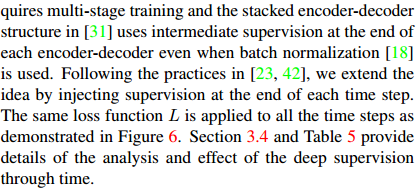 quires multi-stage training and the stacked encoder-decoder
structure in [31] uses intermediate supervision at the end of
each encoder-decoder even when batch normalization [18]
is used. Following the practices in [23, 42], we extend the
idea by injecting supervision at the end of each time step.
The same loss function L is applied to all the time steps as
demonstrated in Figure 6. Section 3.4 and Table 5 provide
details of the analysis and effect of the deep supervision
through time.